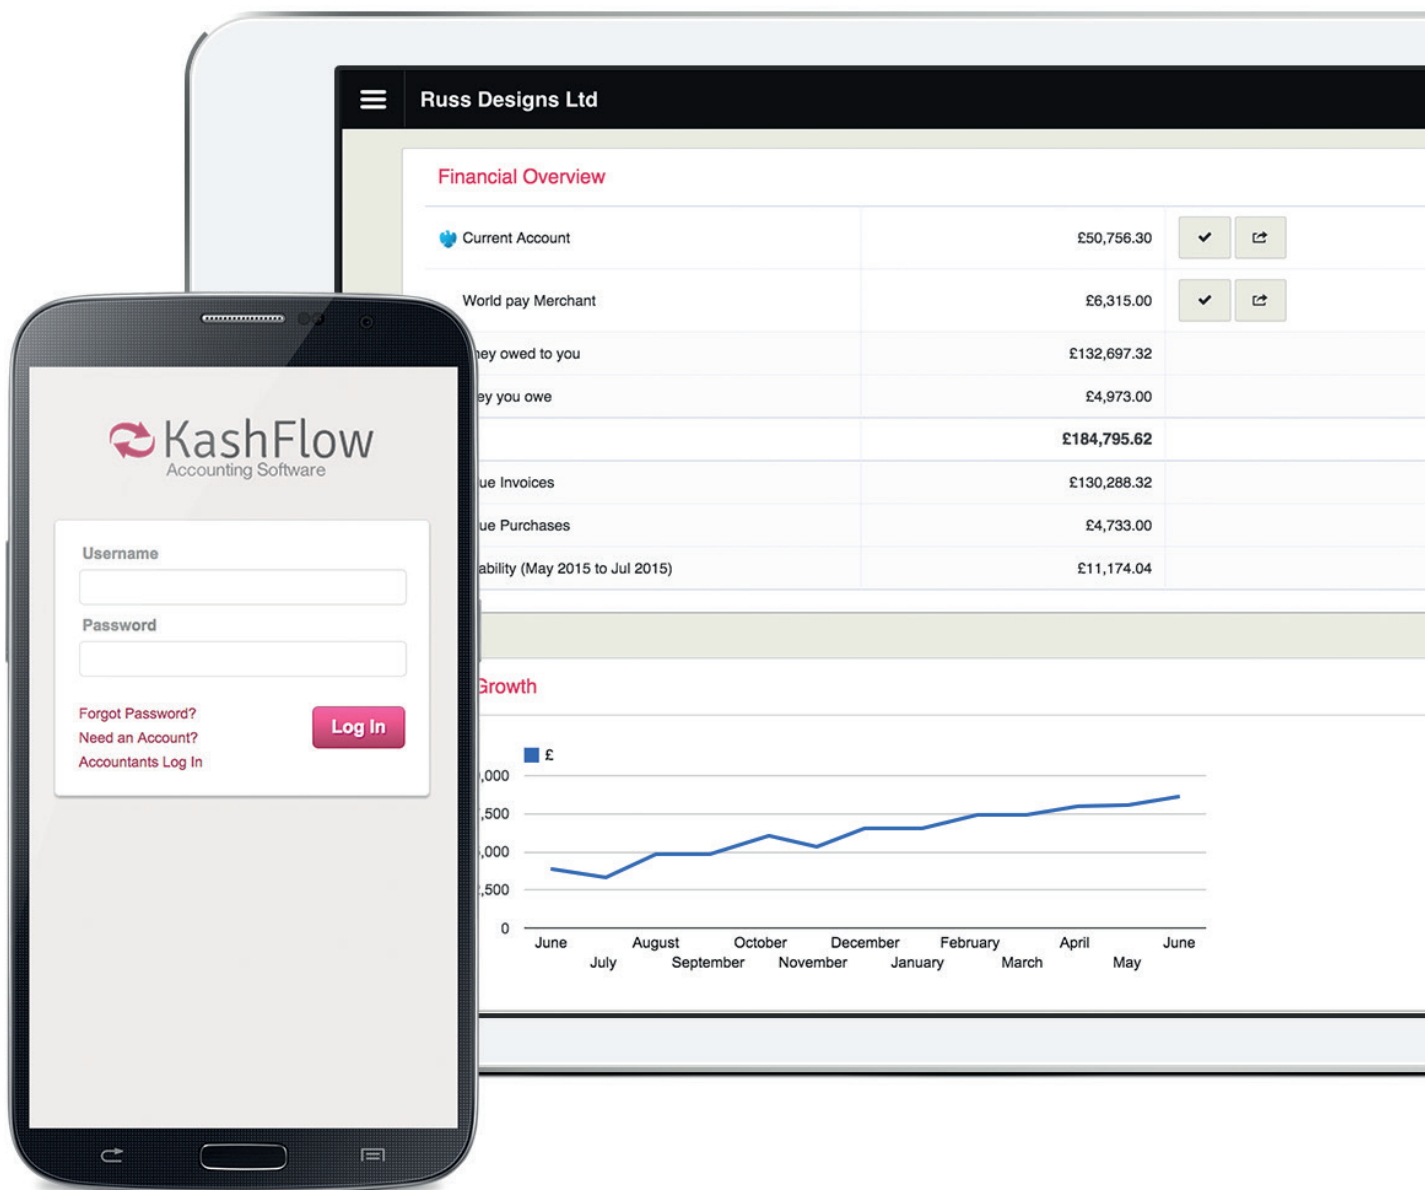 Russ Designs Ltd
Financial Overview
Current Account £50,756.30
World pay Merchant £6,315.00
ney owed to you £132,697.32
ey you owe £4,973.00
£184,795.62
ue Invoices £130,288.32
ue Purchases £4,733.00
ability (May 2015 to Jul 2015) £11,174.04
Growth
£
,000
,500
,000
,500
0
June August October December February April June
July September November January March May
KashFlow
Accounting Software
Username
Password
Forgot Password?
Need an Account?
Accountants Log In
Log In